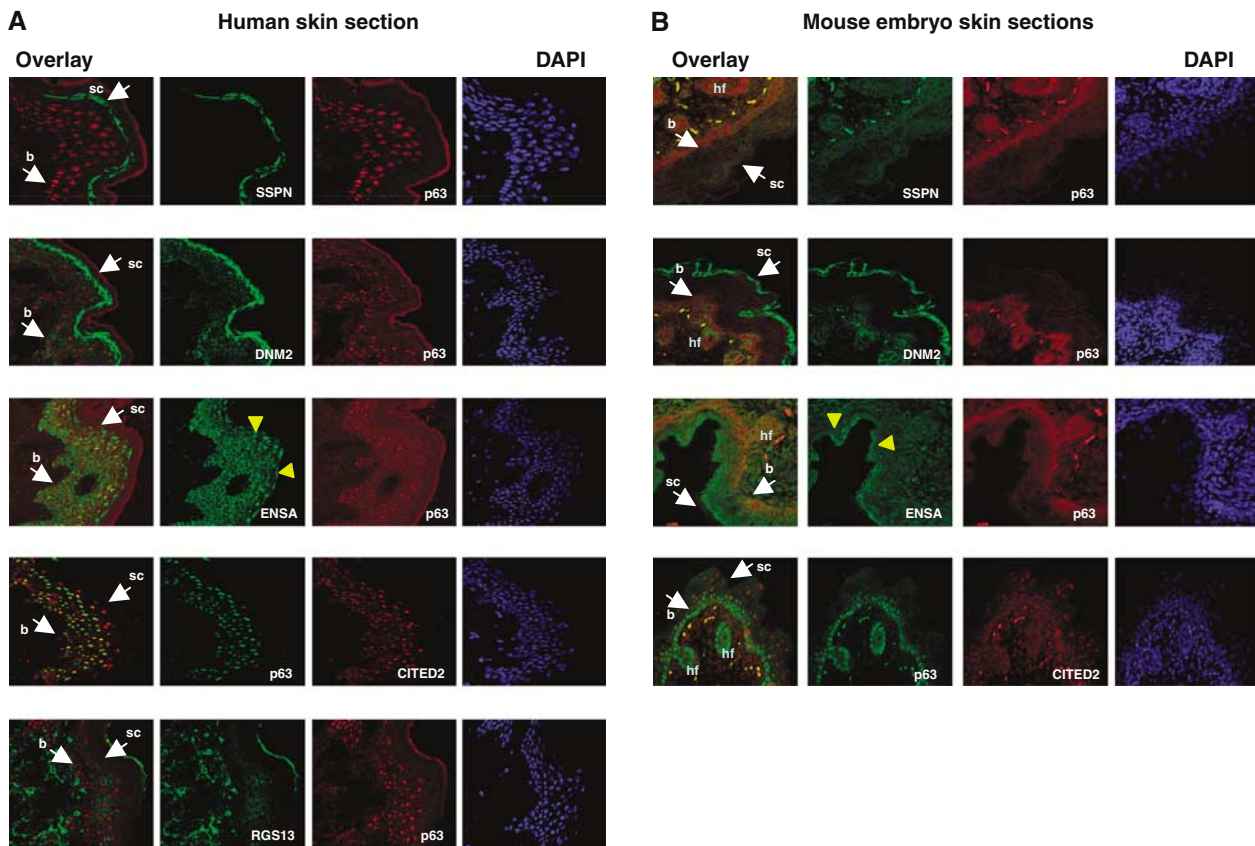 A
Human skin section
Overlay
DAPI
sc
b
SSPN
p63
sc
b
DNM2
p63
sc
b
ENSA
p63
sc
b
p63
CITED2
b
sc
RGS13
p63
B
Mouse embryo skin sections
Overlay
DAPI
hf
b
sc
SSPN
p63
sc
b
hf
DNM2
p63
hf
b
sc
ENSA
p63
sc
b
hf
hf
p63
CITED2